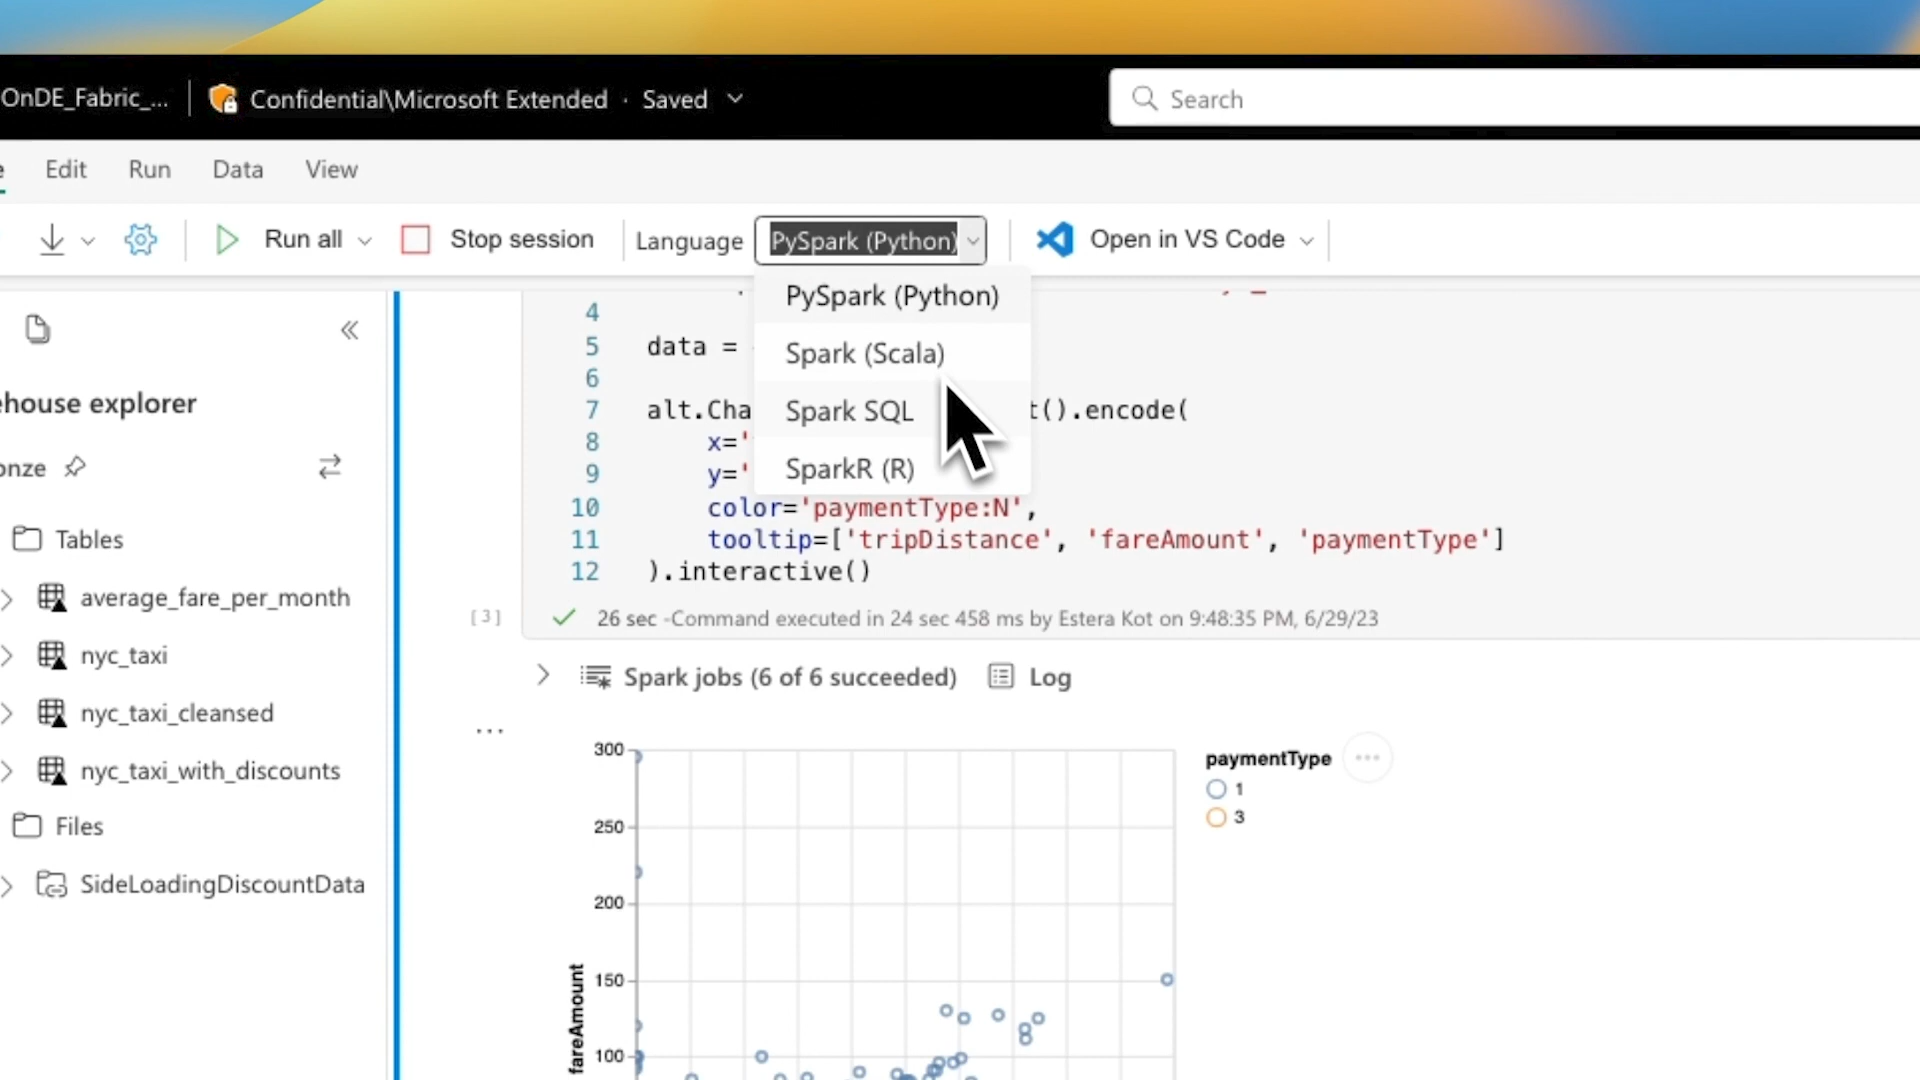 OnDE_Fabric_... Confidential\Microsoft Extended · Saved
Search
Edit Run Data View
Run all Stop session Language PySpark (Python) Open in VS Code
PySpark (Python)
Spark (Scala)
Spark SQL
SparkR (R)
house explorer
onze
Tables
average_fare_per_month
nyc_taxi
nyc_taxi_cleansed
nyc_taxi_with_discounts
Files
SideLoadingDiscountData
4
5 data =
6
7 alt.Cha t().encode(
8 x='
9 y='
10 color='paymentType:N',
11 tooltip=['tripDistance', 'fareAmount', 'paymentType']
12 ).interactive()
[3] 26 sec -Command executed in 24 sec 458 ms by Estera Kot on 9:48:35 PM, 6/29/23
Spark jobs (6 of 6 succeeded) Log
...
300
250
200
150
100
fareAmount
paymentType
1
3